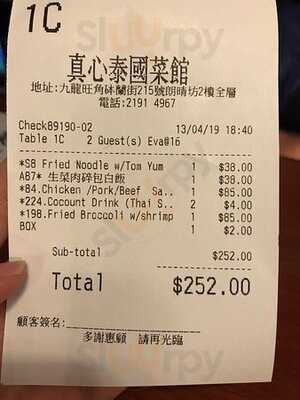 1C
真心泰國菜館
地址:九龍旺角砵蘭街215號朗晴坊2樓全層
電話:2191 4967
Check89190-02 13/04/19 18:40
Table 1C 2 Guest(s) Eva@16
*S8 Fried Noodle w/Tom Yum 1 $38.00
A87* 生菜肉碎包白飯 1 $38.00
*84.Chicken /Pork/Beef Sa.. 1 $85.00
*224.Cocount Drink (Thai S.. 2 $4.00
*198.Fried Broccoli w/shrimp 1 $85.00
BOX 1 $2.00
Sub-total $252.00
Total $252.00
顧客簽名:
多謝惠顧 請再光臨